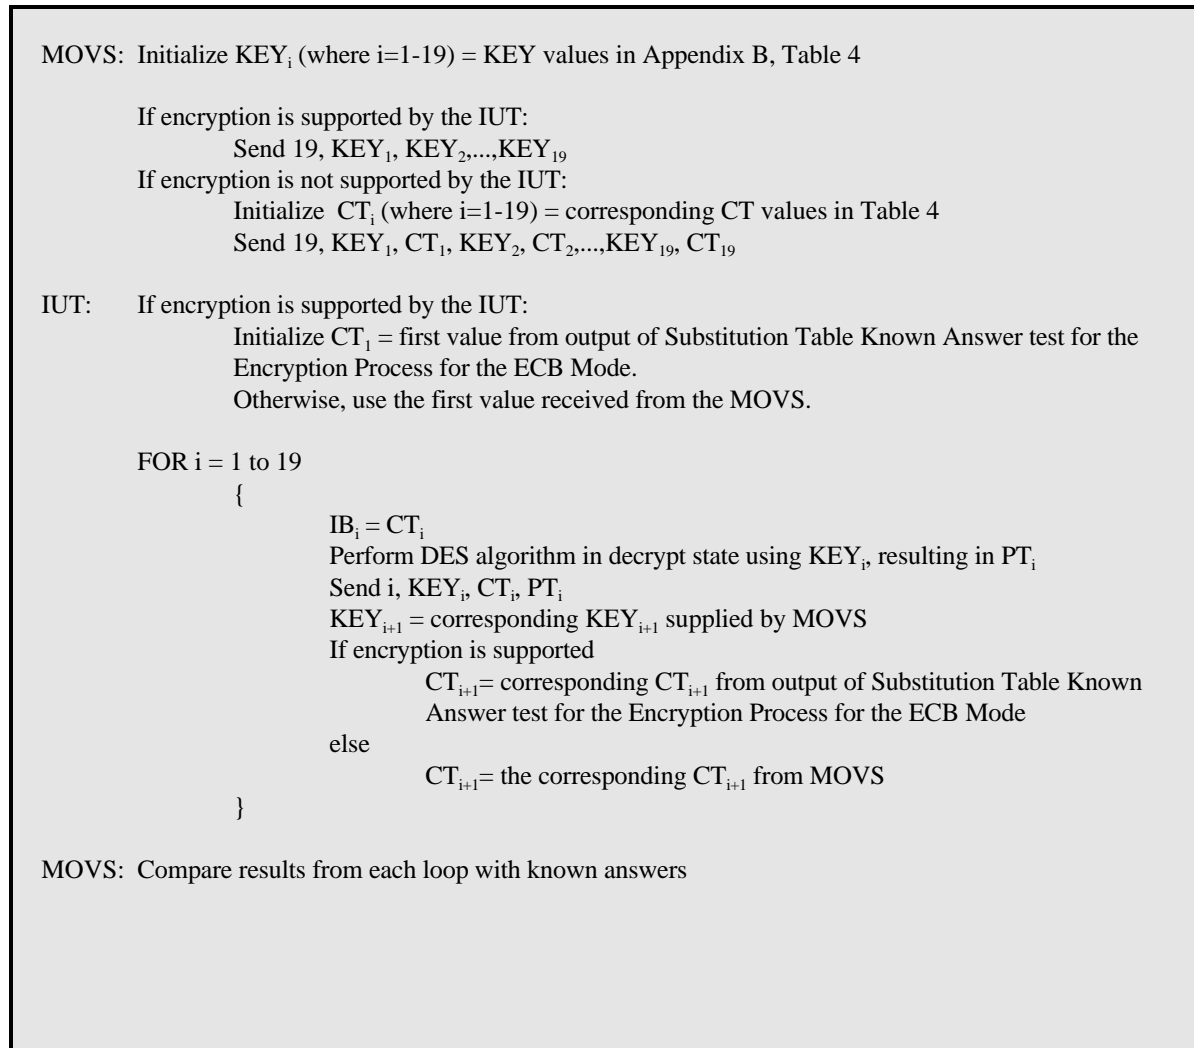 MOVS: Initialize KEYi (where i=1-19) = KEY values in Appendix B, Table 4
If encryption is supported by the IUT:
Send 19, KEY1, KEY2,...,KEY19
If encryption is not supported by the IUT:
Initialize CTi (where i=1-19) = corresponding CT values in Table 4
Send 19, KEY1, CT1, KEY2, CT2,...,KEY19, CT19
IUT: If encryption is supported by the IUT:
Initialize CT1 = first value from output of Substitution Table Known Answer test for the
Encryption Process for the ECB Mode.
Otherwise, use the first value received from the MOVS.
FOR i = 1 to 19
{
IBi = CTi
Perform DES algorithm in decrypt state using KEYi, resulting in PTi
Send i, KEYi, CTi, PTi
KEYi+1 = corresponding KEYi+1 supplied by MOVS
If encryption is supported
CTi+1= corresponding CTi+1 from output of Substitution Table Known
Answer test for the Encryption Process for the ECB Mode
else
CTi+1= the corresponding CTi+1 from MOVS
}
MOVS: Compare results from each loop with known answers